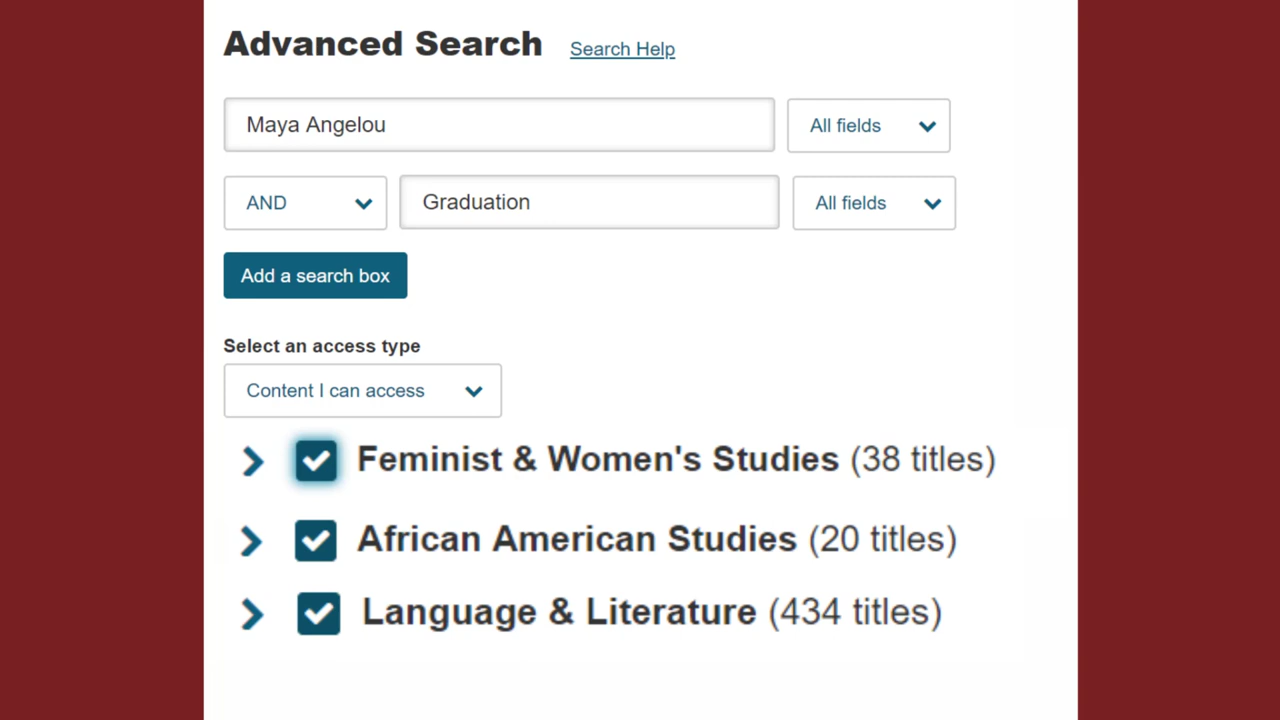 Advanced Search Search Help
Maya Angelou All fields
AND Graduation All fields
Add a search box
Select an access type
Content I can access
Feminist & Women's Studies (38 titles)
African American Studies (20 titles)
Language & Literature (434 titles)